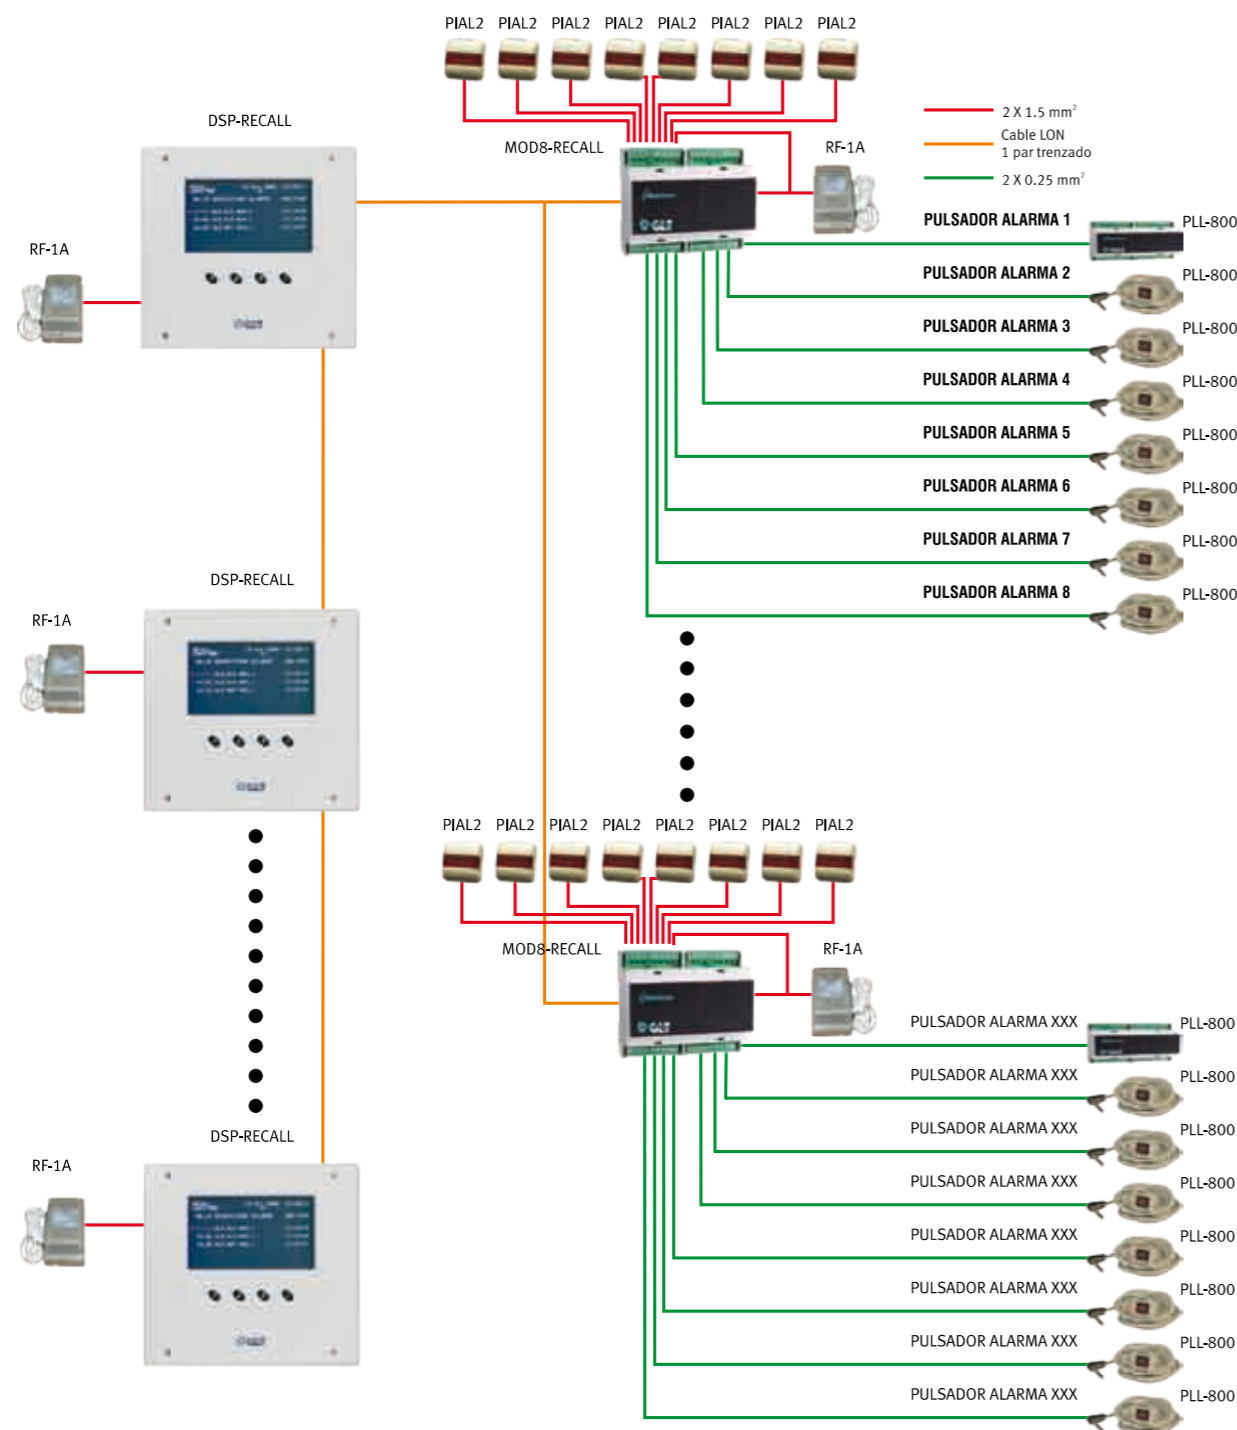 PIAL2 PIAL2 PIAL2 PIAL2 PIAL2 PIAL2 PIAL2 PIAL2
DSP-RECALL
MOD8-RECALL
RF-1A
2 X 1.5 mm²
Cable LON
1 par trenzado
2 X 0.25 mm²
RF-1A
GLT
GLT
PULSADOR ALARMA 1 PLL-800
PULSADOR ALARMA 2 PLL-800
PULSADOR ALARMA 3 PLL-800
PULSADOR ALARMA 4 PLL-800
PULSADOR ALARMA 5 PLL-800
PULSADOR ALARMA 6 PLL-800
PULSADOR ALARMA 7 PLL-800
PULSADOR ALARMA 8 PLL-800
DSP-RECALL
RF-1A
PIAL2 PIAL2 PIAL2 PIAL2 PIAL2 PIAL2 PIAL2 PIAL2
MOD8-RECALL
RF-1A
GLT
DSP-RECALL
RF-1A
PULSADOR ALARMA XXX PLL-800
PULSADOR ALARMA XXX PLL-800
PULSADOR ALARMA XXX PLL-800
PULSADOR ALARMA XXX PLL-800
PULSADOR ALARMA XXX PLL-800
PULSADOR ALARMA XXX PLL-800
PULSADOR ALARMA XXX PLL-800
PULSADOR ALARMA XXX PLL-800